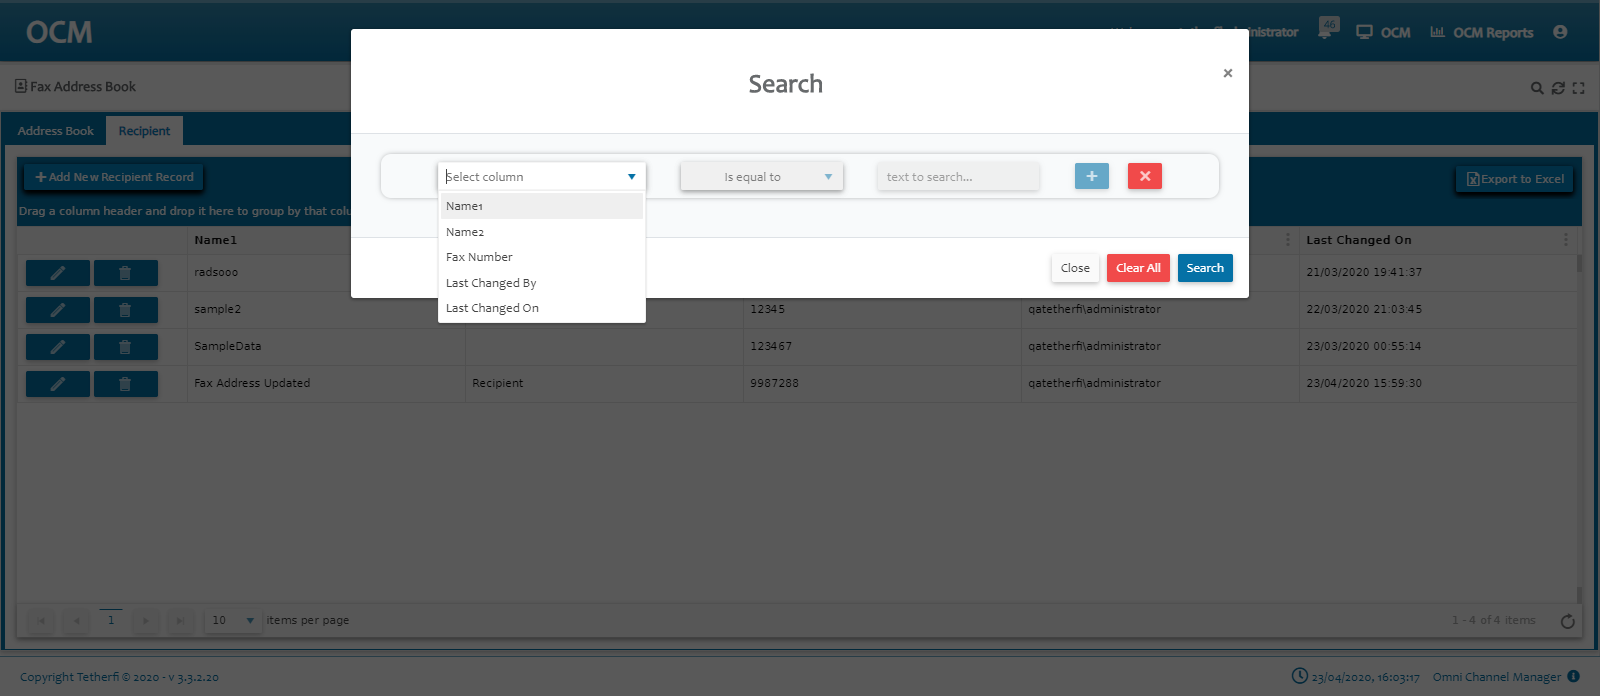 OCM
administrator
46
OCM
OCM Reports
Fax Address Book
Search
×
Address Book
Recipient
Add New Recipient Record
Export to Excel
Drag a column header and drop it here to group by that
Select column
Is equal to
text to search...
Name1
Name2
Fax Number
Last Changed By
Last Changed On
Close
Clear All
Search
Name1
Last Changed On
radsooo
21/03/2020 19:41:37
sample2
12345
qatetherfi\administrator
22/03/2020 21:03:45
SampleData
123467
qatetherfi\administrator
23/03/2020 00:55:14
Fax Address Updated
Recipient
9987288
qatetherfi\administrator
23/04/2020 15:59:30
1
10
items per page
1 - 4 of 4 items
Copyright Tetherfi © 2020 - v 3.3.2.20
23/04/2020, 16:03:17
Omni Channel Manager